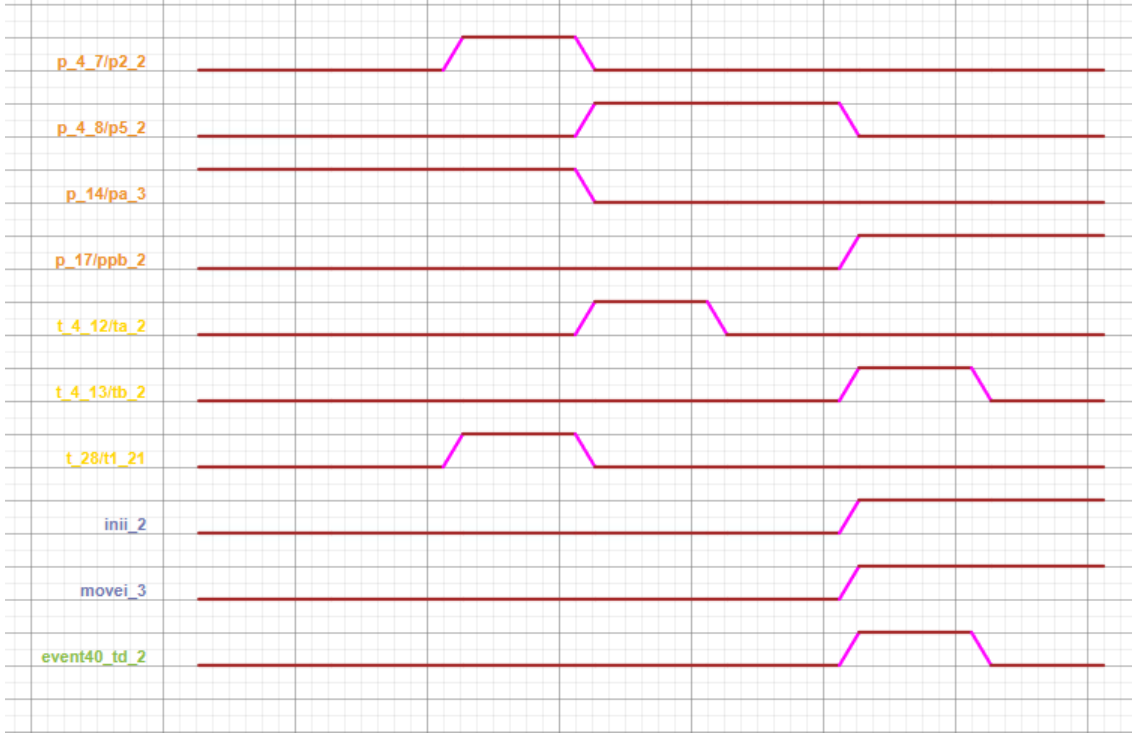 p_4_7/p2_2
p_4_8/p5_2
p_14/pa_3
p_17/ppb_2
t_4_12/ta_2
t_4_13/tb_2
t_28/t1_21
inii_2
movei_3
event40_td_2